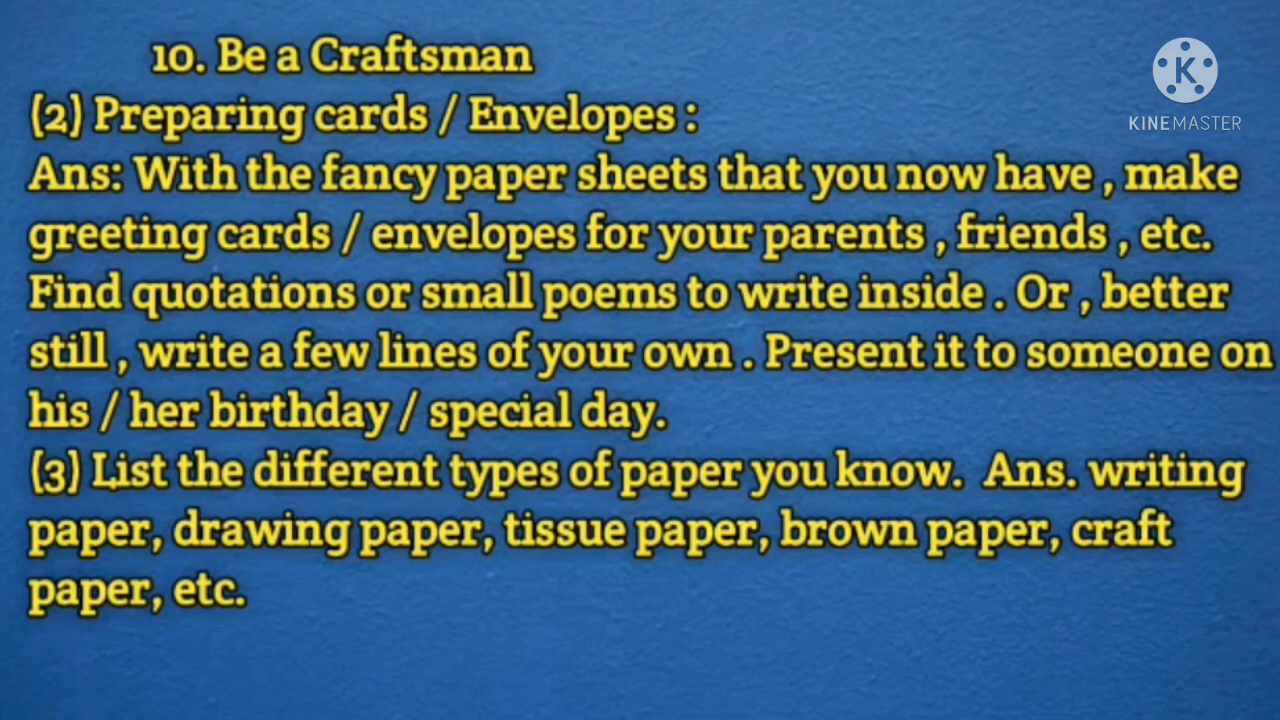 10. Be a Craftsman
(2) Preparing cards / Envelopes :
Ans: With the fancy paper sheets that you now have , make
greeting cards / envelopes for your parents , friends , etc.
Find quotations or small poems to write inside . Or , better
still , write a few lines of your own . Present it to someone on
his / her birthday / special day.
(3) List the different types of paper you know.  Ans. writing
paper, drawing paper, tissue paper, brown paper, craft
paper, etc.
K
KINEMASTER